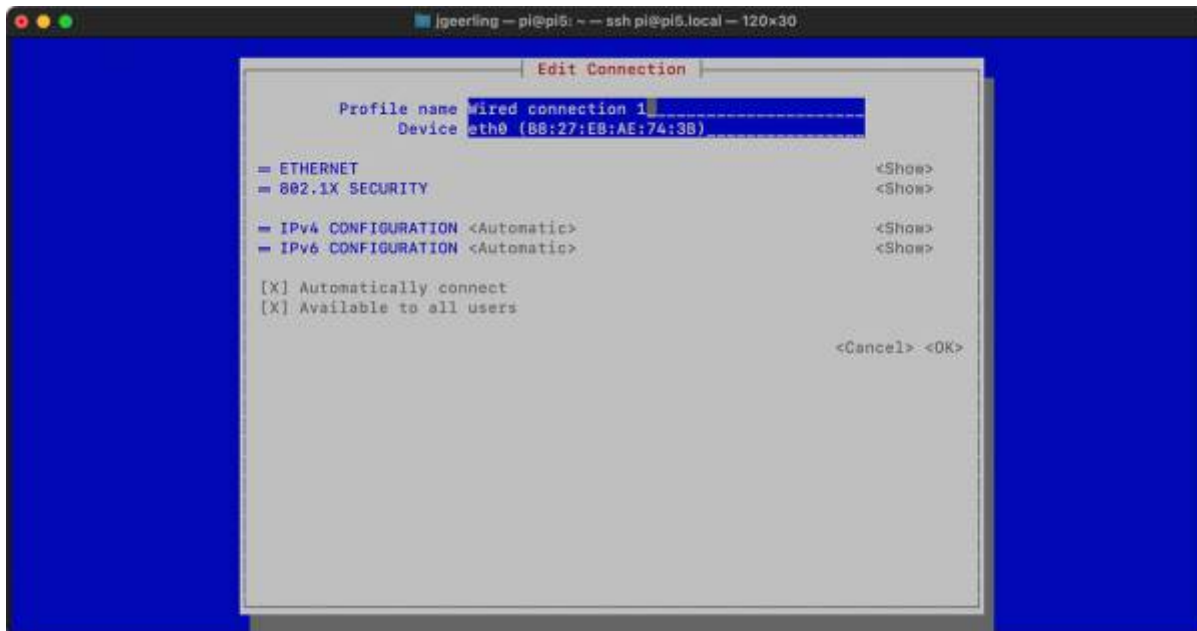 jgeerling — pi@pi5: ~ — ssh pi@pi5.local — 120×30
Edit Connection
Profile name Wired connection 1
Device eth0 (B8:27:EB:AE:74:3B)
= ETHERNET <Show>
= 802.1X SECURITY <Show>
= IPv4 CONFIGURATION <Automatic> <Show>
= IPv6 CONFIGURATION <Automatic> <Show>
[X] Automatically connect
[X] Available to all users
<Cancel> <OK>